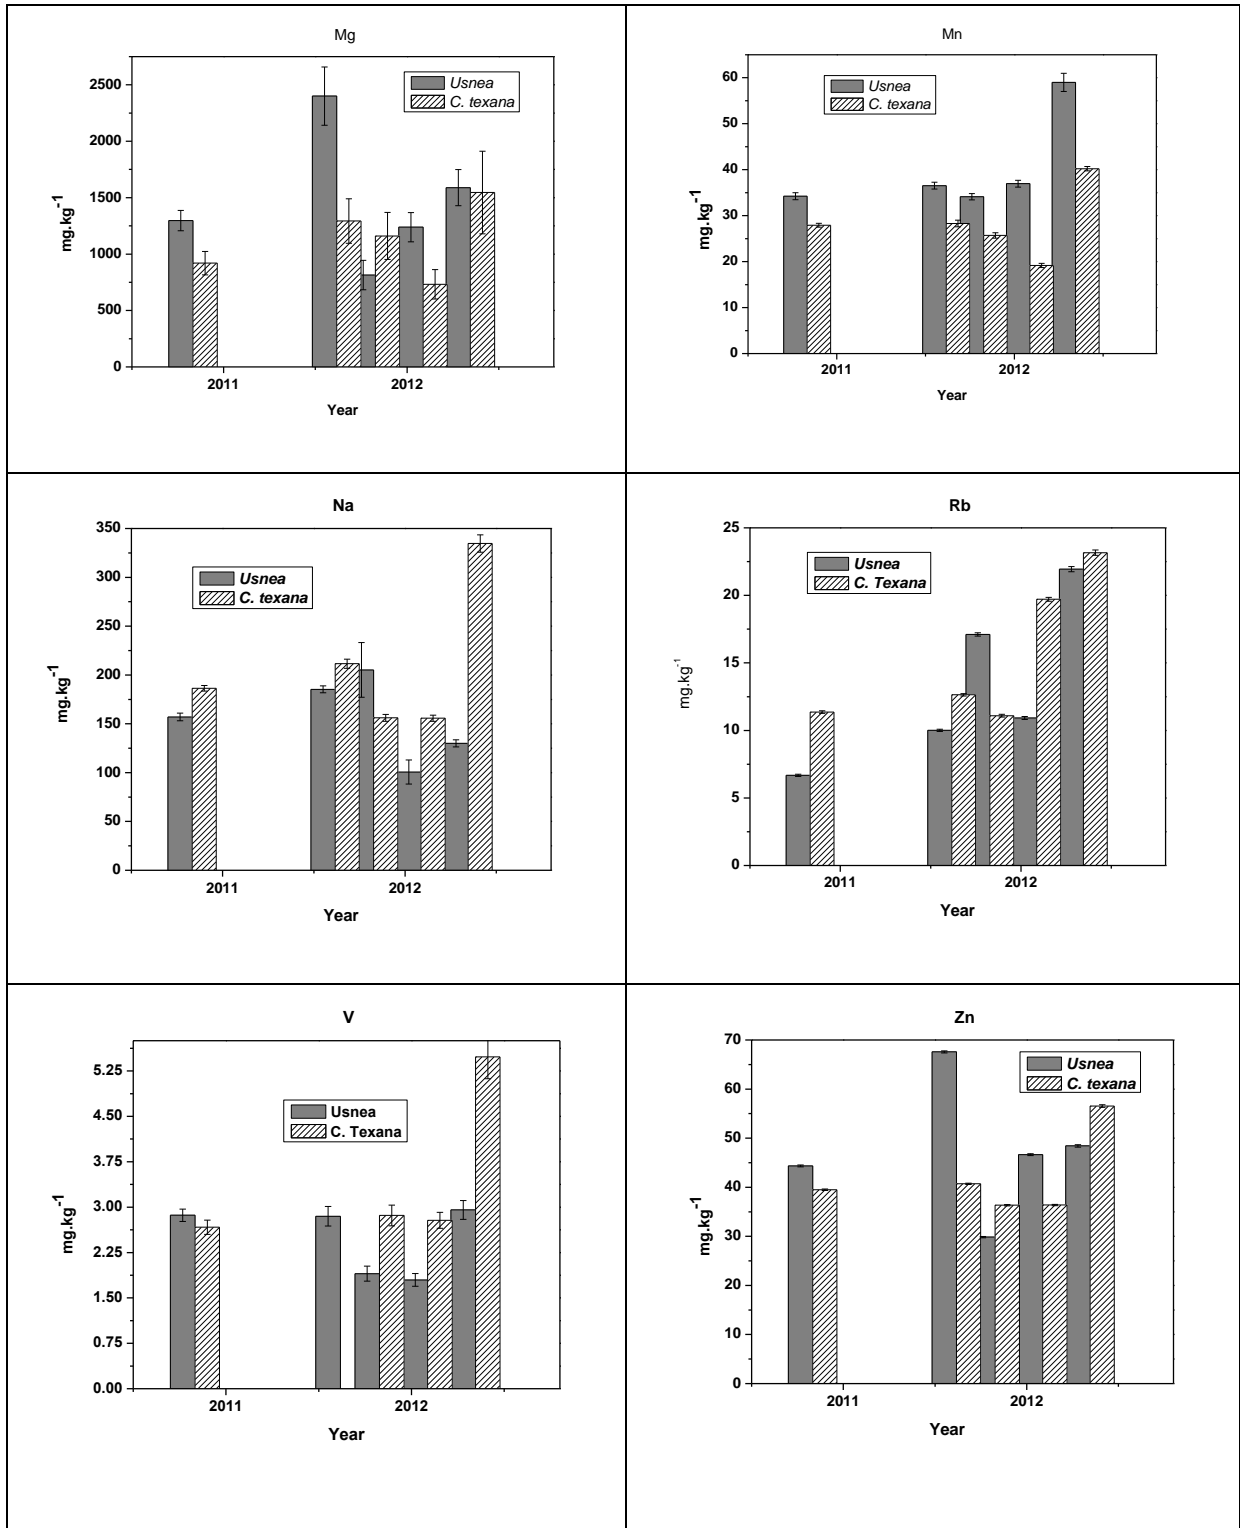 Mg
2500
2000
1500
1000
500
0
mg.kg-1
Usnea
C. texana
2011
2012
Year
Mn
60
50
40
30
20
10
0
mg.kg-1
Usnea
C. texana
2011
2012
Year
Na
350
300
250
200
150
100
50
0
mg.kg-1
Usnea
C. texana
2011
2012
Year
Rb
25
20
15
10
5
0
mg.kg-1
Usnea
C. Texana
2011
2012
Year
V
5.25
4.50
3.75
3.00
2.25
1.50
0.75
0.00
mg.kg-1
Usnea
C. Texana
2011
2012
Year
Zn
70
60
50
40
30
20
10
0
mg.kg-1
Usnea
C. texana
2011
2012
Year